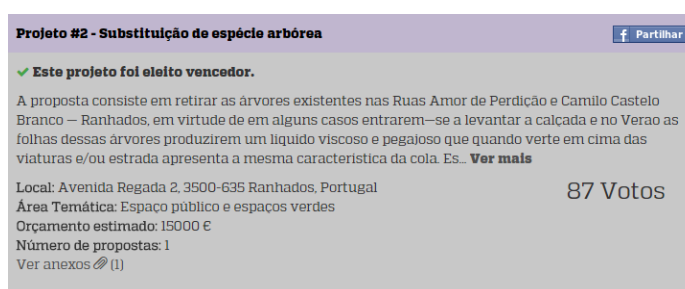 Projeto #2 - Substituição de espécie arbórea
f Partilhar
Este projeto foi eleito vencedor.
A proposta consiste em retirar as árvores existentes nas Ruas Amor de Perdição e Camilo Castelo
Branco — Ranhados, em virtude de em alguns casos entrarem—se a levantar a calçada e no Verao as
folhas dessas árvores produzirem um liquido viscoso e pegajoso que quando verte em cima das
viaturas e/ou estrada apresenta a mesma caracteristica da cola. Es... Ver mais
Local: Avenida Regada 2, 3500-635 Ranhados, Portugal
87 Votos
Área Temática: Espaço público e espaços verdes
Orçamento estimado: 15000 €
Número de propostas: 1
Ver anexos (1)